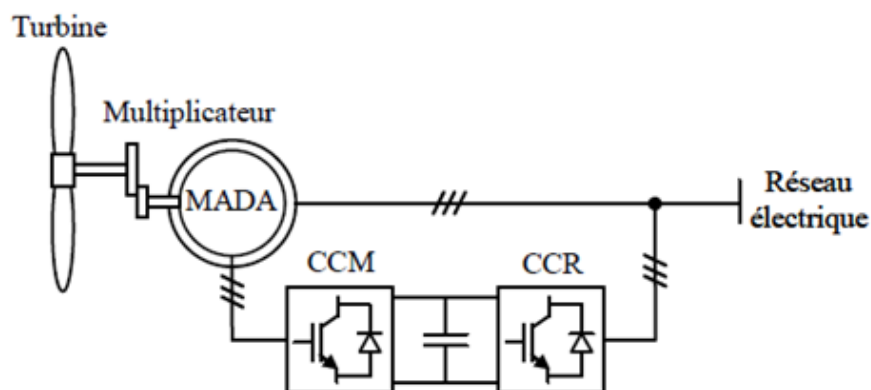 Turbine
Multiplicateur
MADA
Réseau
électrique
CCM
CCR